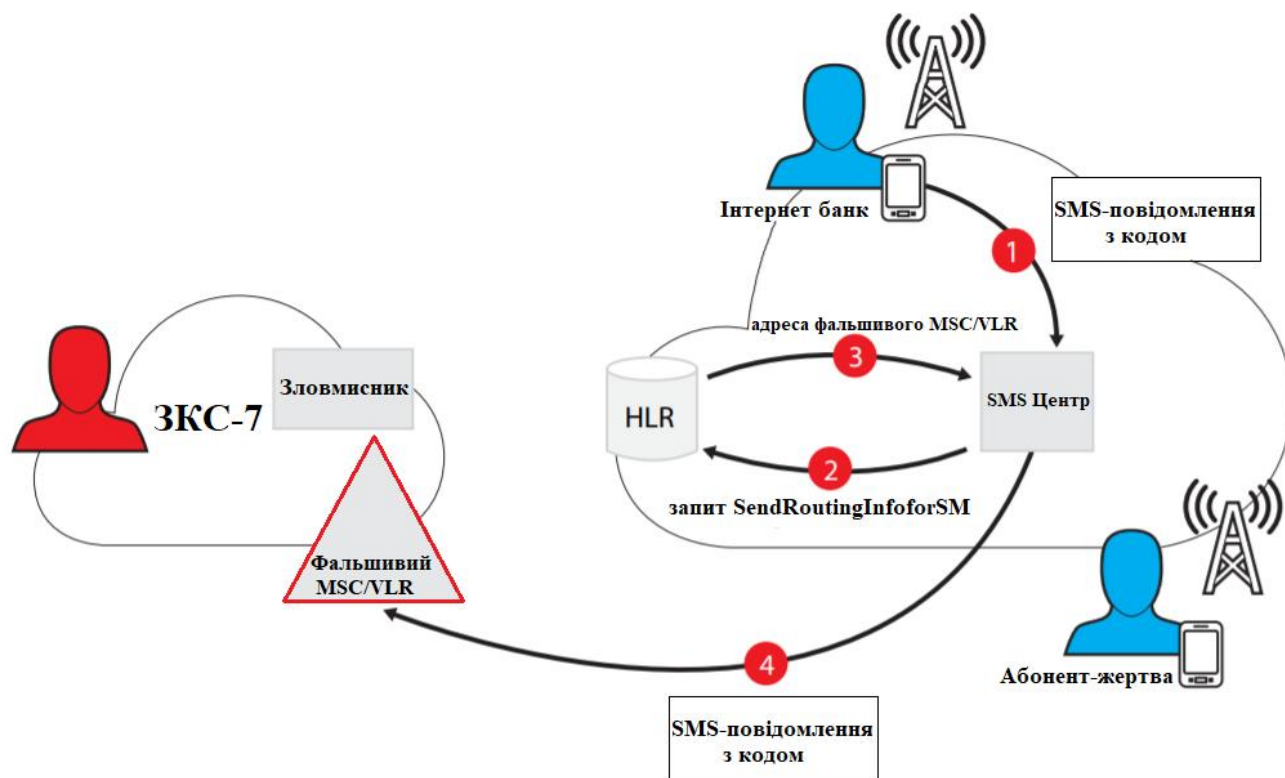 Інтернет банк
SMS-повідомлення
з кодом
1
адреса фальшивого MSC/VLR
3
Зловмисник
ЗКС-7
HLR
SMS Центр
2
запит SendRoutingInfoforSM
Фальшивий
MSC/VLR
4
Абонент-жертва
SMS-повідомлення
з кодом